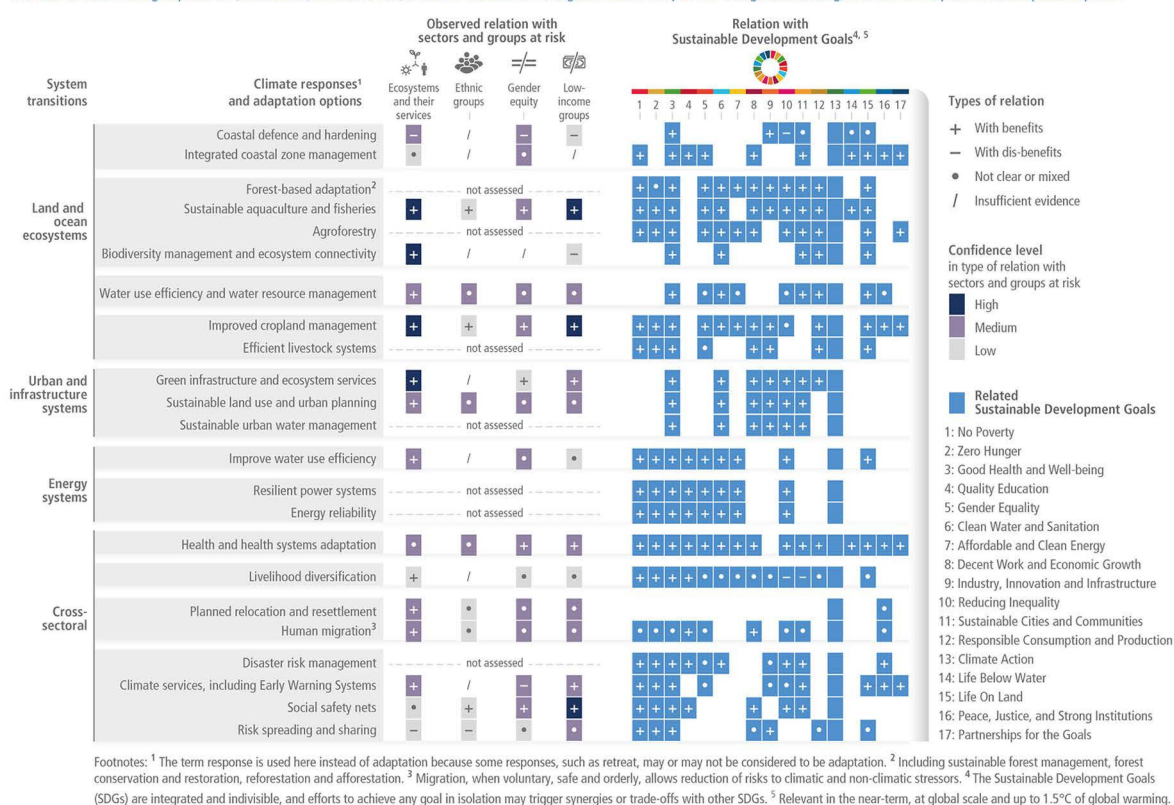 Observed relation with
sectors and groups at risk
Relation with
Sustainable Development Goals4, 5
System
transitions
Climate responses1
and adaptation options
Ecosystems
and their
services
Ethnic
groups
Gender
equity
Low-
income
groups
1 2 3 4 5 6 7 8 9 10 11 12 13 14 15 16 17
Types of relation
+ With benefits
− With dis-benefits
• Not clear or mixed
/ Insufficient evidence
Confidence level
in type of relation with
sectors and groups at risk
High
Medium
Low
Related
Sustainable Development Goals
1: No Poverty
2: Zero Hunger
3: Good Health and Well-being
4: Quality Education
5: Gender Equality
6: Clean Water and Sanitation
7: Affordable and Clean Energy
8: Decent Work and Economic Growth
9: Industry, Innovation and Infrastructure
10: Reducing Inequality
11: Sustainable Cities and Communities
12: Responsible Consumption and Production
13: Climate Action
14: Life Below Water
15: Life On Land
16: Peace, Justice, and Strong Institutions
17: Partnerships for the Goals
Land and
ocean
ecosystems
Coastal defence and hardening
Integrated coastal zone management
Forest-based adaptation2 not assessed
Sustainable aquaculture and fisheries
Agroforestry not assessed
Biodiversity management and ecosystem connectivity
Water use efficiency and water resource management
Improved cropland management
Efficient livestock systems not assessed
Urban and
infrastructure
systems
Green infrastructure and ecosystem services
Sustainable land use and urban planning
Sustainable urban water management not assessed
Energy
systems
Improve water use efficiency
Resilient power systems not assessed
Energy reliability not assessed
Cross-
sectoral
Health and health systems adaptation
Livelihood diversification
Planned relocation and resettlement
Human migration3
Disaster risk management not assessed
Climate services, including Early Warning Systems
Social safety nets
Risk spreading and sharing
Footnotes: 1 The term response is used here instead of adaptation because some responses, such as retreat, may or may not be considered to be adaptation. 2 Including sustainable forest management, forest
conservation and restoration, reforestation and afforestation. 3 Migration, when voluntary, safe and orderly, allows reduction of risks to climatic and non-climatic stressors. 4 The Sustainable Development Goals
(SDGs) are integrated and indivisible, and efforts to achieve any goal in isolation may trigger synergies or trade-offs with other SDGs. 5 Relevant in the near-term, at global scale and up to 1.5°C of global warming.